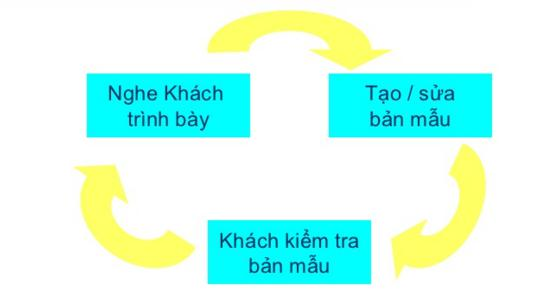 Nghe Khách
trình bày
Tạo / sửa
bản mẫu
Khách kiểm tra
bản mẫu